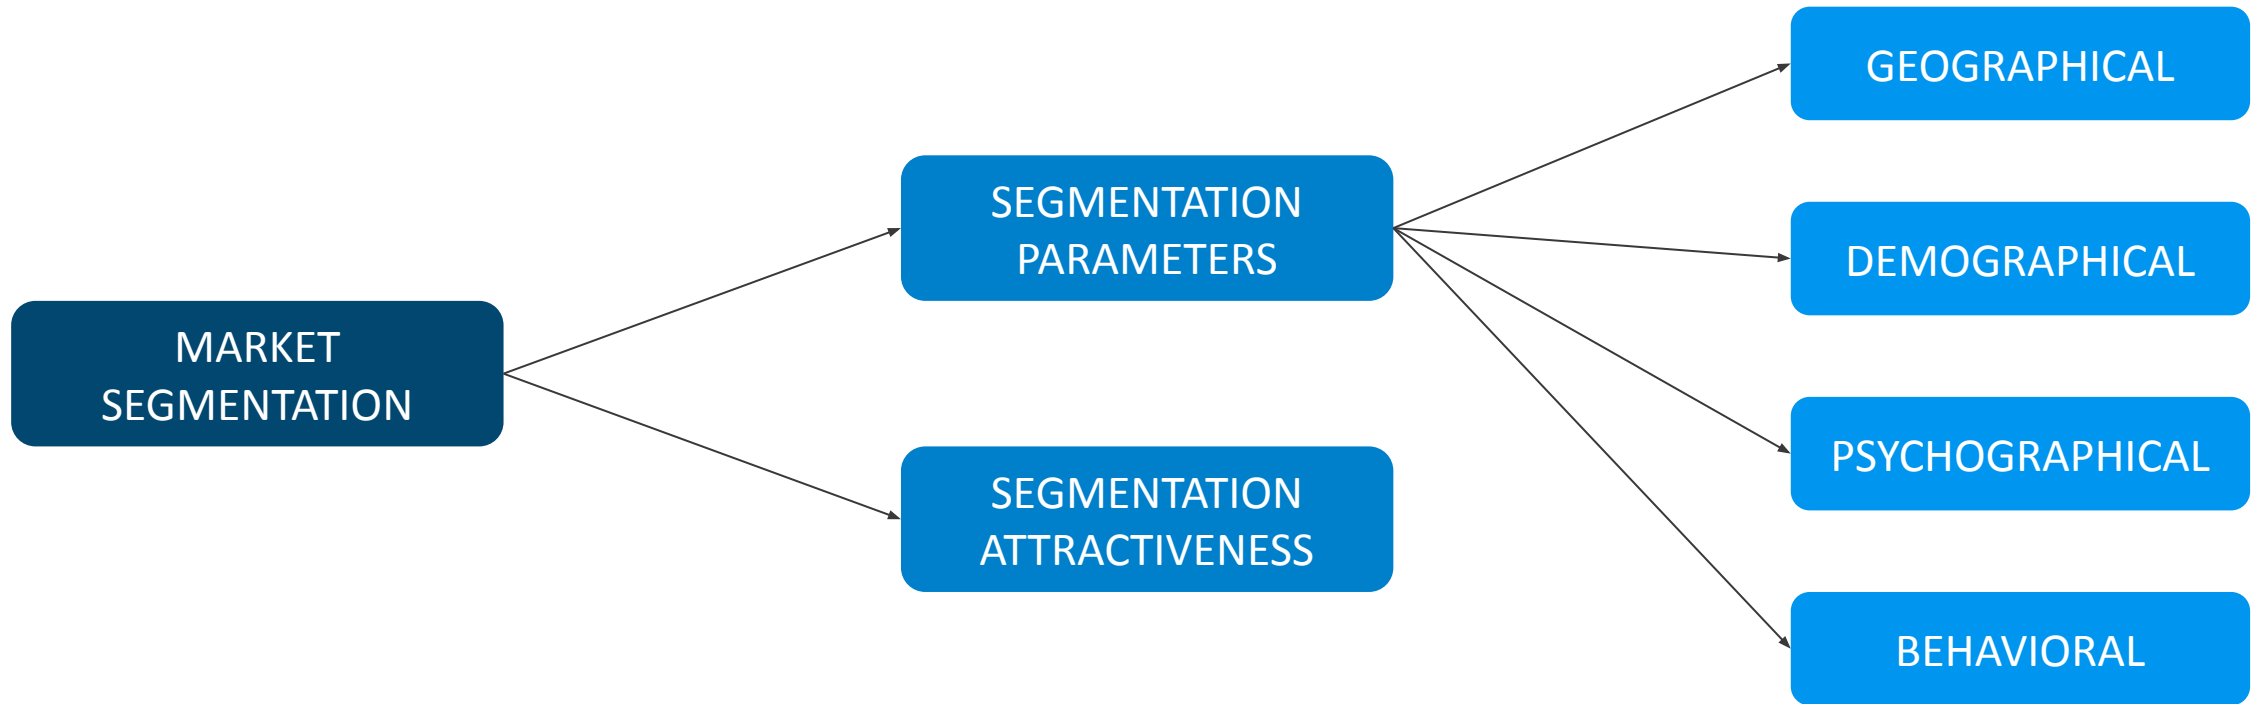 MARKET
SEGMENTATION
SEGMENTATION
PARAMETERS
SEGMENTATION
ATTRACTIVENESS
GEOGRAPHICAL
DEMOGRAPHICAL
PSYCHOGRAPHICAL
BEHAVIORAL